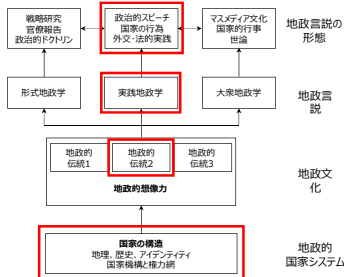 戦略研究
官僚報告
政治的ドクトリン
政治的スピーチ
国家の行為
外交・法的実践
マスメディア文化
国家的行事
世論
地政言説の
形態
形式地政学
実践地政学
大衆地政学
地政言
説
地政的
伝統1
地政的
伝統2
地政的
伝統3
地政的想像力
地政文
化
国家の構造
地理、歴史、アイデンティティ
国家機構と権力網
地政的
国家システム